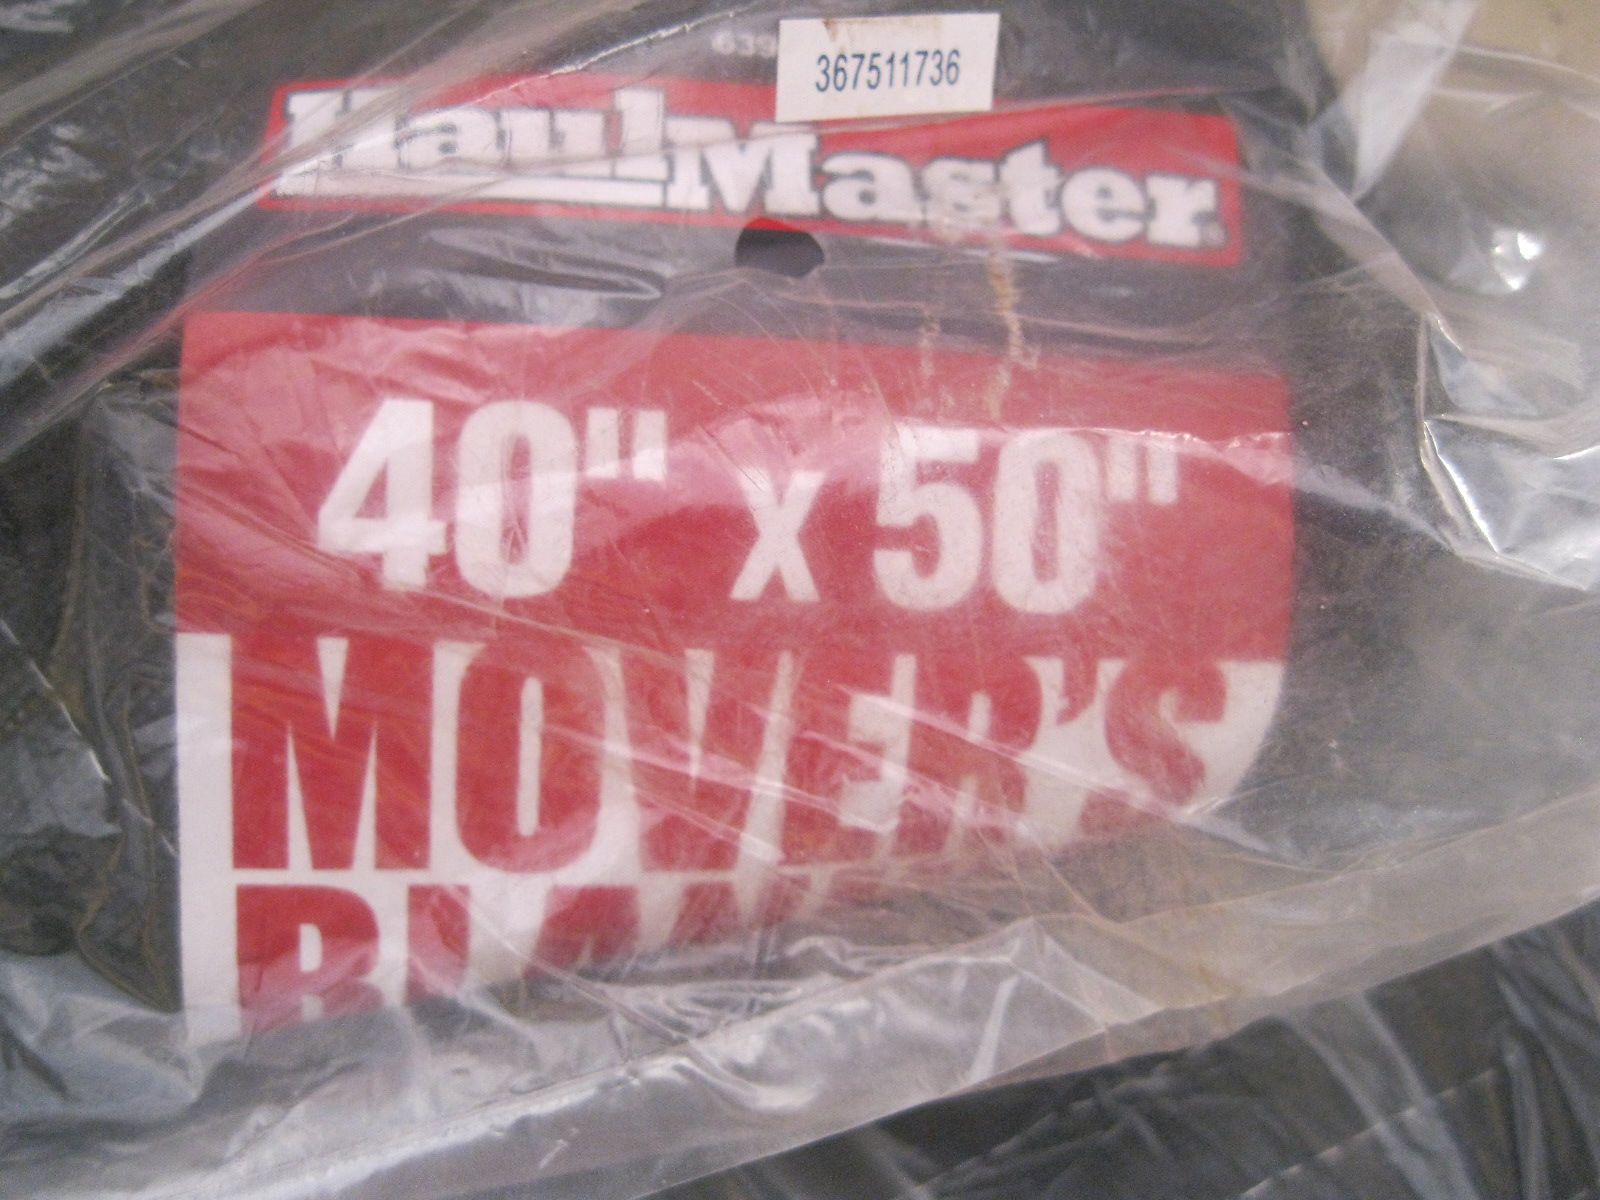 367511736
HaulMaster
40" x 50"
MOVER'S